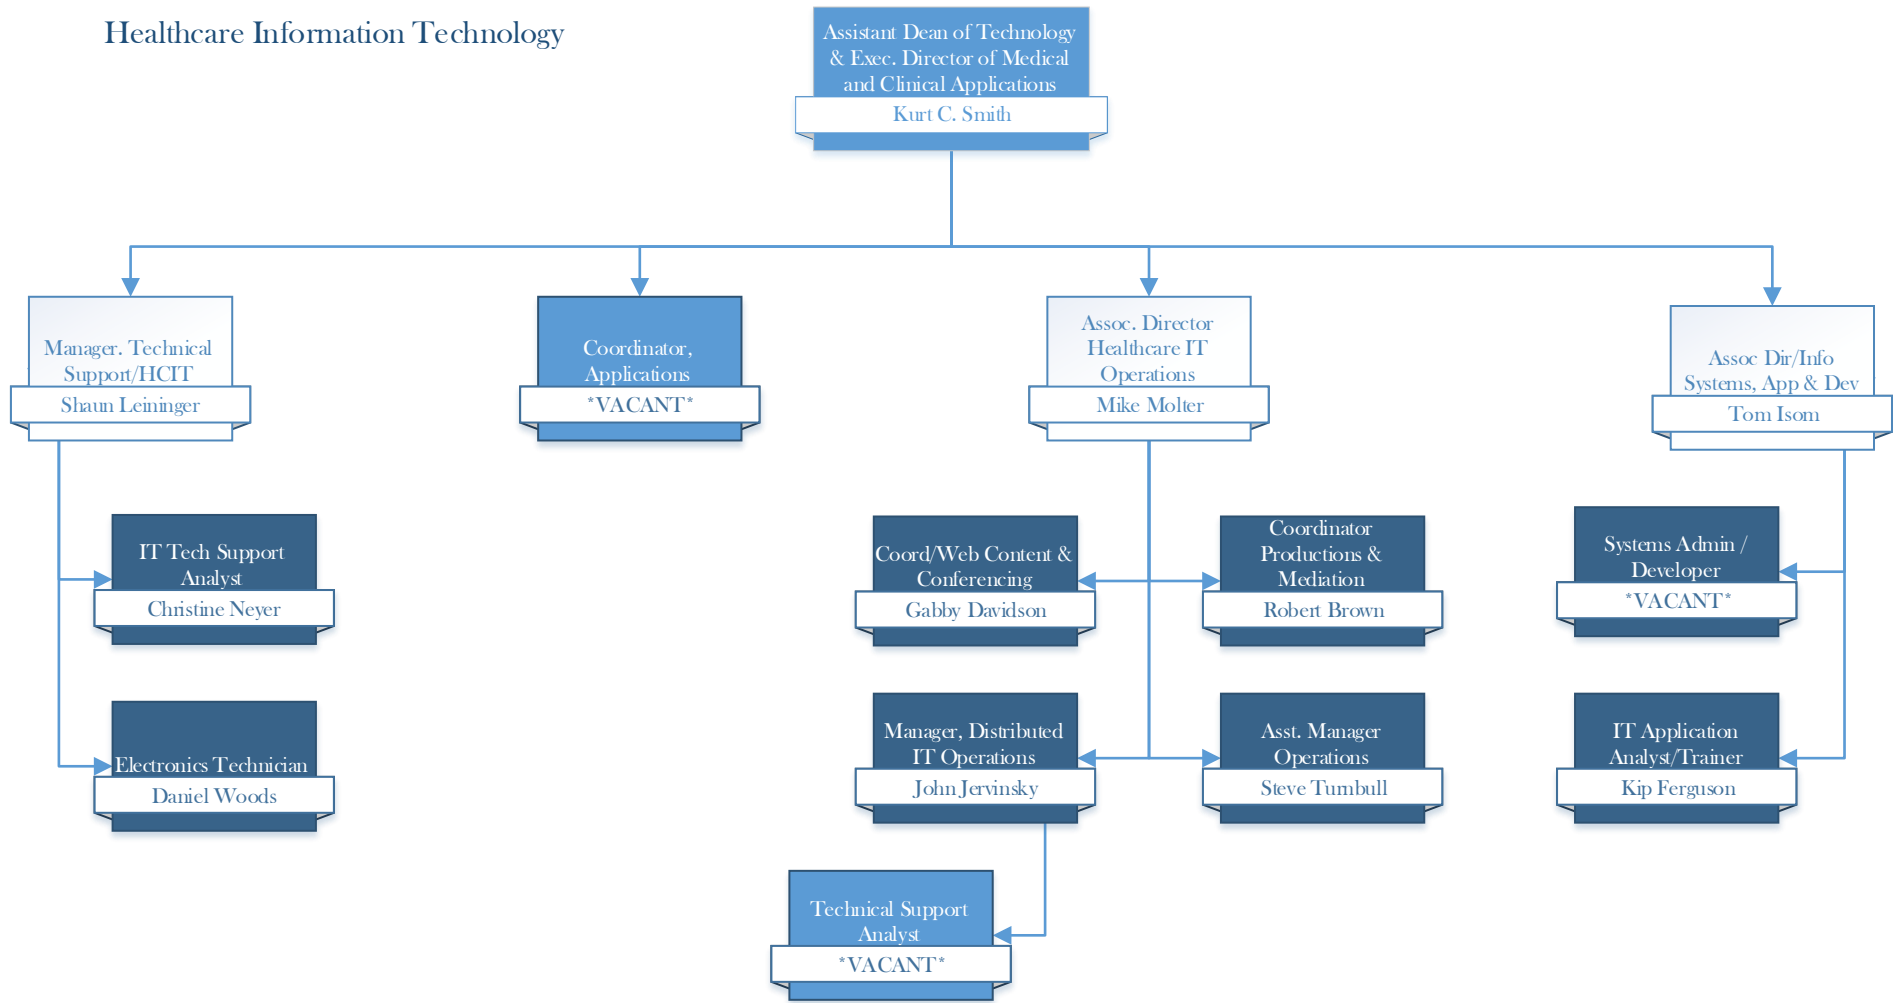 Healthcare Information Technology
Assistant Dean of Technology
& Exec. Director of Medical
and Clinical Applications
Kurt C. Smith
Manager. Technical
Support/HCIT
Shaun Leininger
Coordinator,
Applications
*VACANT*
Assoc. Director
Healthcare IT
Operations
Mike Molter
Assoc Dir/Info
Systems, App & Dev
Tom Isom
IT Tech Support
Analyst
Christine Neyer
Coord/Web Content &
Conferencing
Gabby Davidson
Coordinator
Productions &
Mediation
Robert Brown
Systems Admin /
Developer
*VACANT*
Electronics Technician
Daniel Woods
Manager, Distributed
IT Operations
John Jervinsky
Asst. Manager
Operations
Steve Turnbull
IT Application
Analyst/Trainer
Kip Ferguson
Technical Support
Analyst
*VACANT*